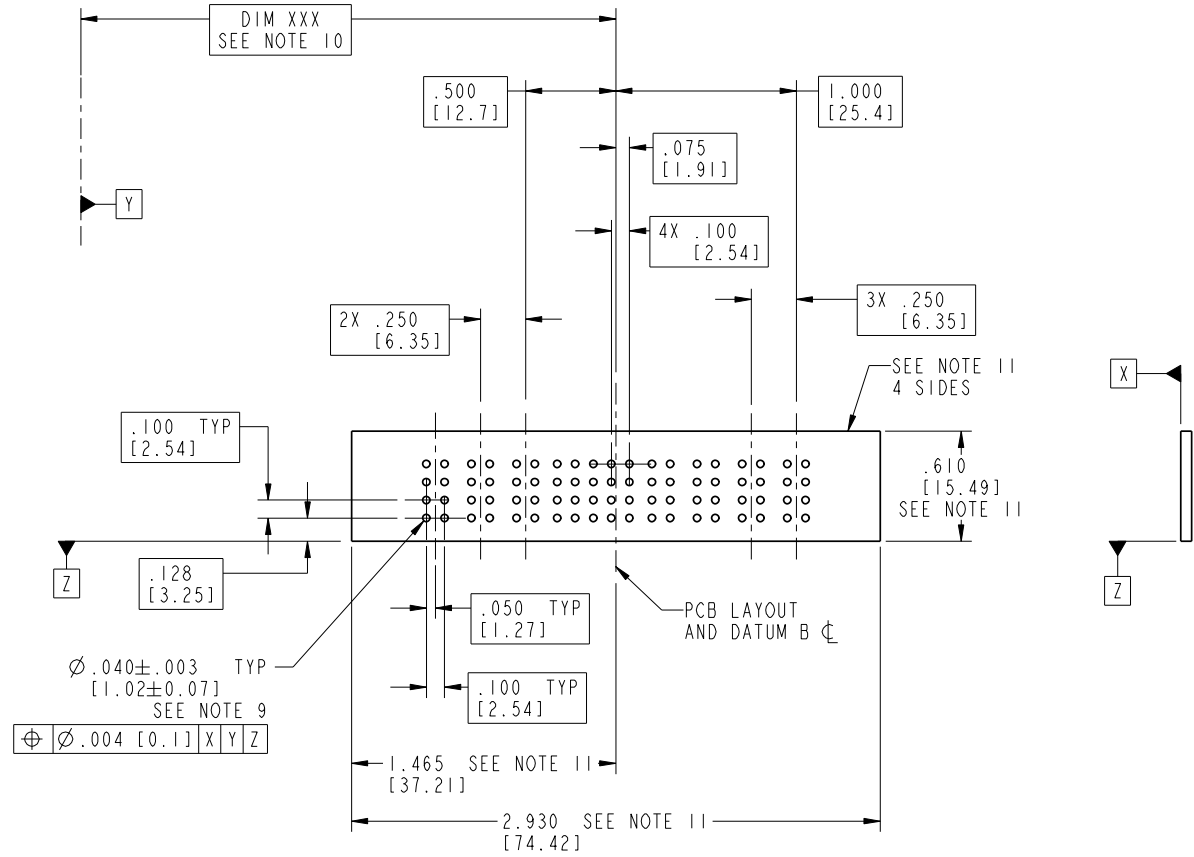 DIM XXX
SEE NOTE 10
.500
[12.7]
1.000
[25.4]
.075
[1.91]
Y
4X .100
[2.54]
2X .250
[6.35]
3X .250
[6.35]
SEE NOTE 11
4 SIDES
X
.100 TYP
[2.54]
.610
[15.49]
SEE NOTE 11
Z
.128
[3.25]
Z
.050 TYP
[1.27]
PCB LAYOUT
AND DATUM B ℄
Ø.040±.003 TYP
[1.02±0.07]
SEE NOTE 9
⌖ Ø.004 [0.1] X Y Z
.100 TYP
[2.54]
1.465 SEE NOTE 11
[37.21]
2.930 SEE NOTE 11
[74.42]